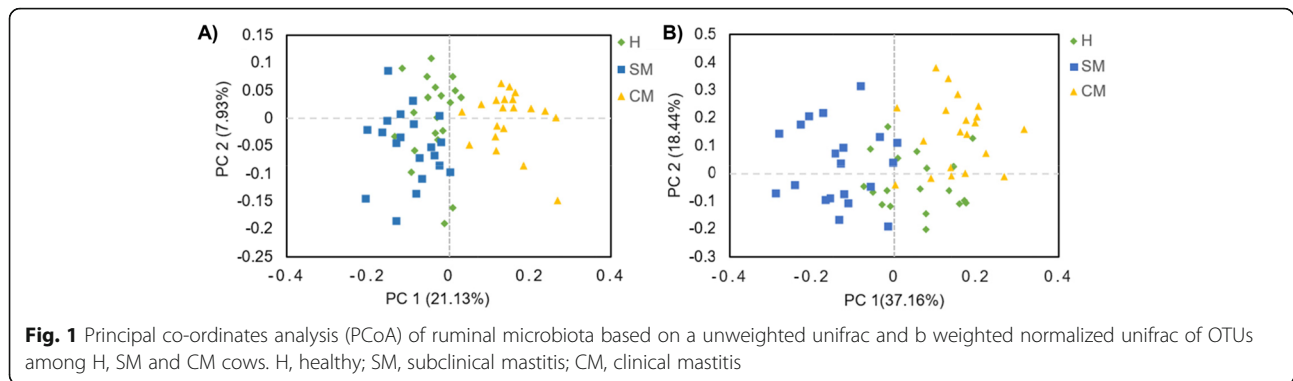 A)
H
SM
CM
0.15
0.1
0.05
0
-0.05
-0.1
-0.15
-0.2
-0.25
PC 2 (7.93%)
-0.4
-0.2
0
0.2
0.4
PC 1 (21.13%)
B)
H
SM
CM
0.5
0.4
0.3
0.2
0.1
0
-0.1
-0.2
-0.3
PC 2 (18.44%)
-0.4
-0.2
0
0.2
0.4
PC 1(37.16%)
Fig. 1 Principal co-ordinates analysis (PCoA) of ruminal microbiota based on a unweighted unifrac and b weighted normalized unifrac of OTUs
among H, SM and CM cows. H, healthy; SM, subclinical mastitis; CM, clinical mastitis